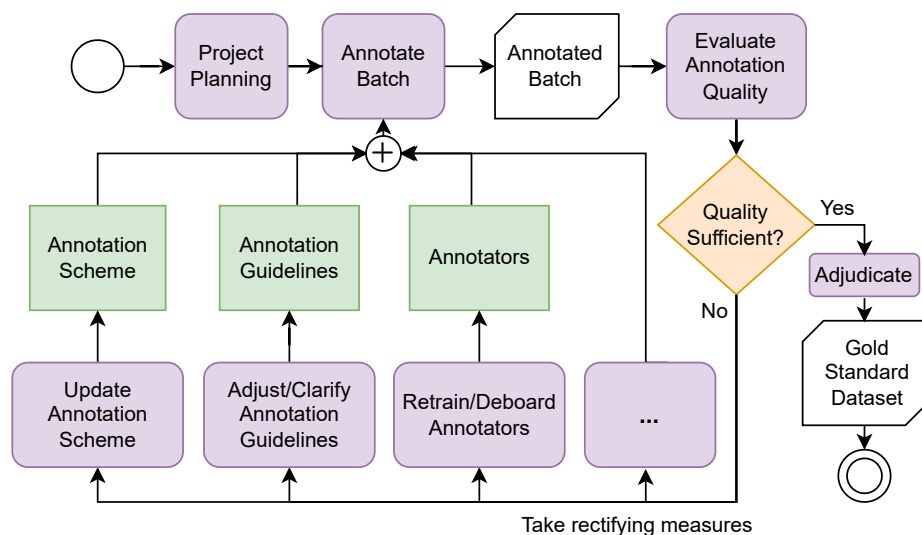 Project
Planning
Annotate
Batch
Annotated
Batch
Evaluate
Annotation
Quality
Annotation
Scheme
Annotation
Guidelines
Annotators
Quality
Sufficient?
Yes
Adjudicate
No
Gold
Standard
Dataset
Update
Annotation
Scheme
Adjust/Clarify
Annotation
Guidelines
Retrain/Deboard
Annotators
...
Take rectifying measures